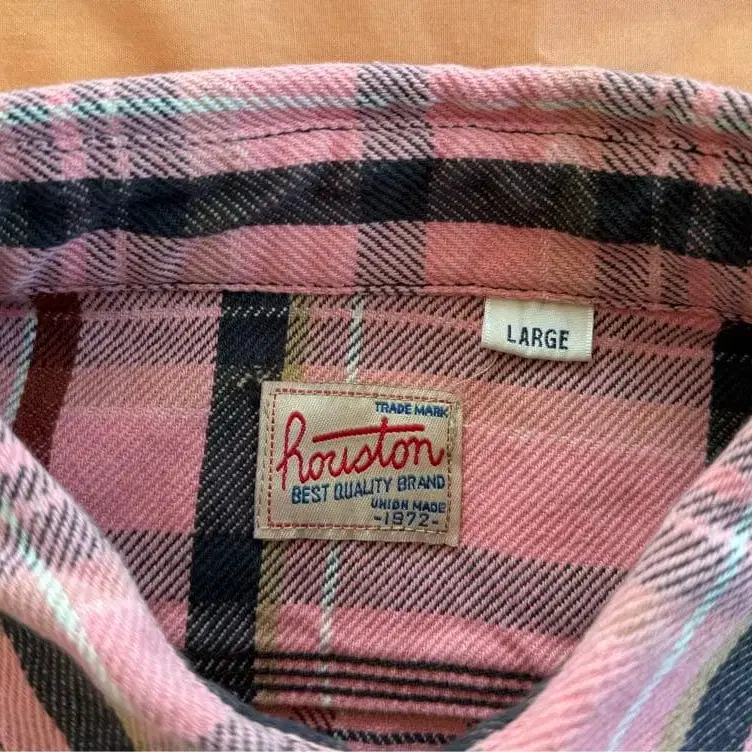 LARGE
TRADE MARK
houston
BEST QUALITY BRAND
UNION MADE
-1972-